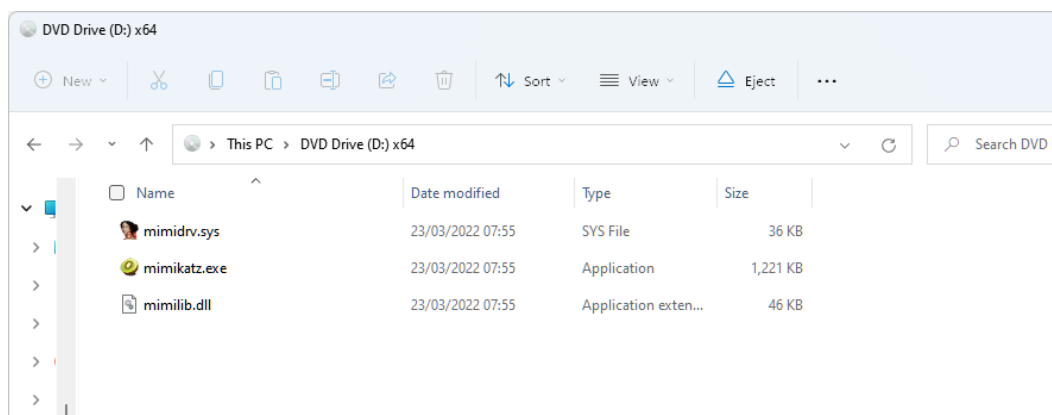 DVD Drive (D:) x64
New Sort View Eject
This PC > DVD Drive (D:) x64 Search DVD
Name Date modified Type Size
mimidrv.sys 23/03/2022 07:55 SYS File 36 KB
mimikatz.exe 23/03/2022 07:55 Application 1,221 KB
mimilib.dll 23/03/2022 07:55 Application exten... 46 KB